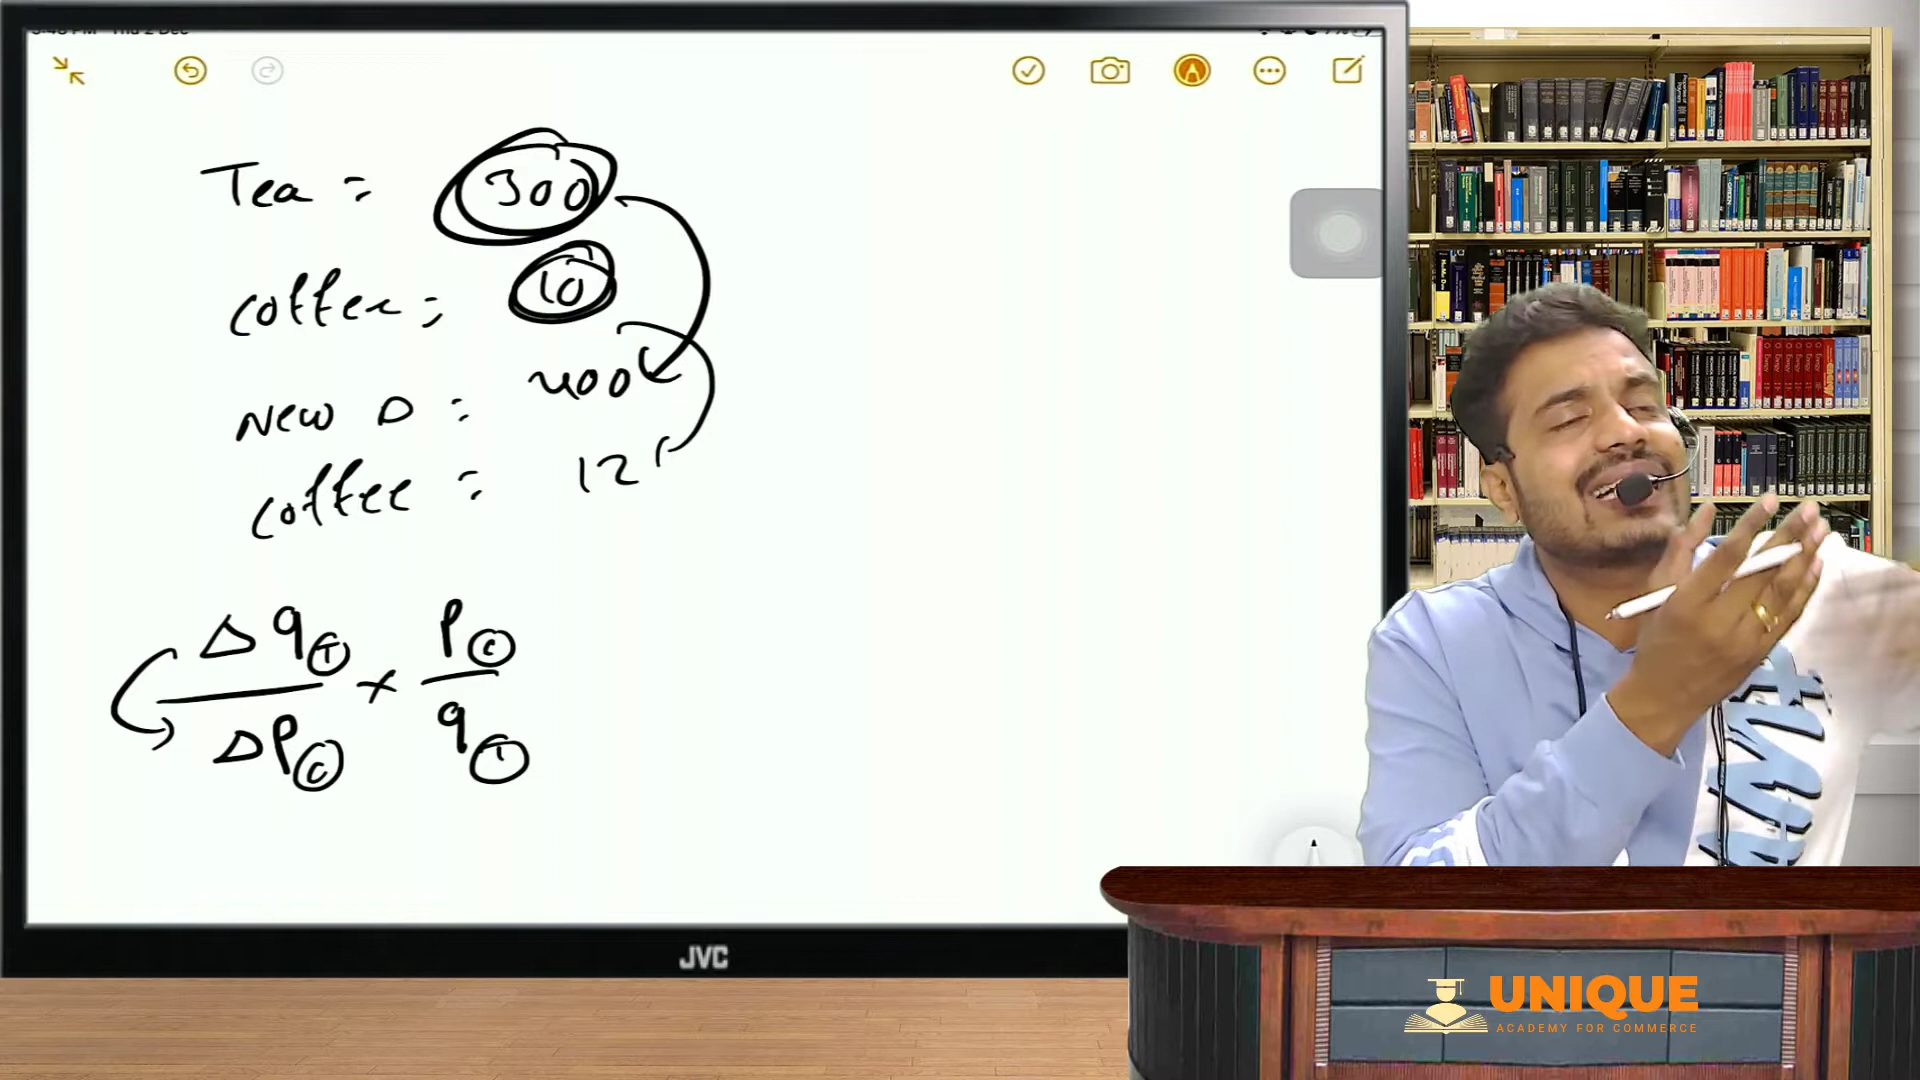 Tea = 300
coffee = 10
New D = 400
coffee = 12
Δq(T) / ΔP(c) × P(c) / q(T)
JVC
UNIQUE
ACADEMY FOR COMMERCE